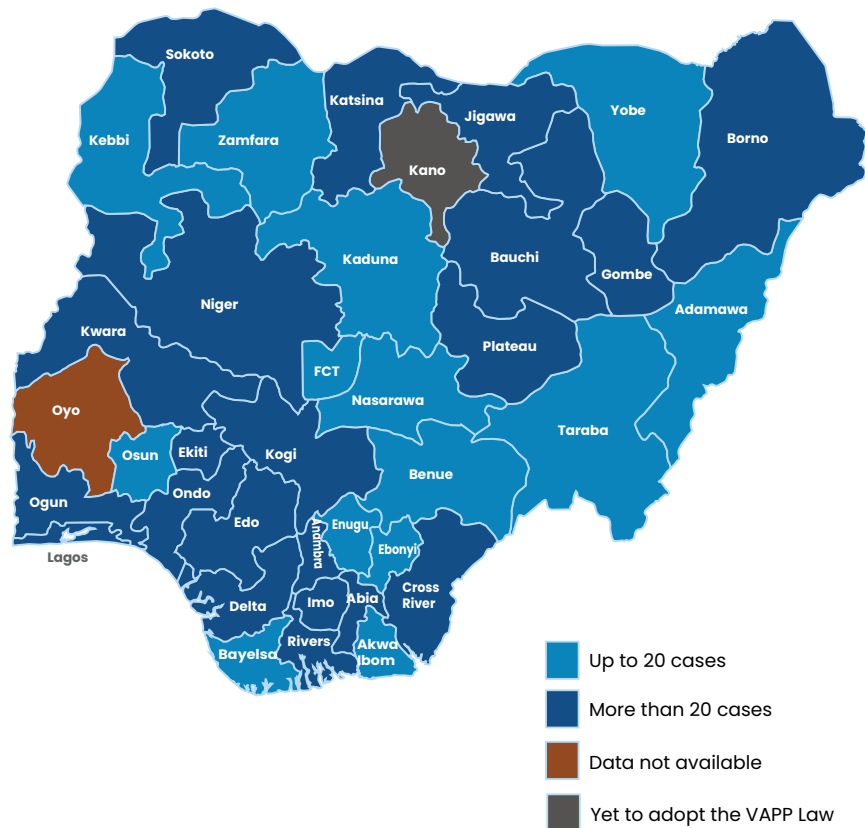 Sokoto
Katsina
Jigawa
Yobe
Borno
Kebbi
Zamfara
Kano
Kaduna
Bauchi
Gombe
Niger
Adamawa
Kwara
Plateau
FCT
Nasarawa
Oyo
Taraba
Osun
Ekiti
Kogi
Benue
Ogun
Ondo
Edo
Anambra
Enugu
Ebonyi
Lagos
Delta
Imo
Abia
Cross
River
Bayelsa
Rivers
Akwa
Ibom
Up to 20 cases
More than 20 cases
Data not available
Yet to adopt the VAPP Law